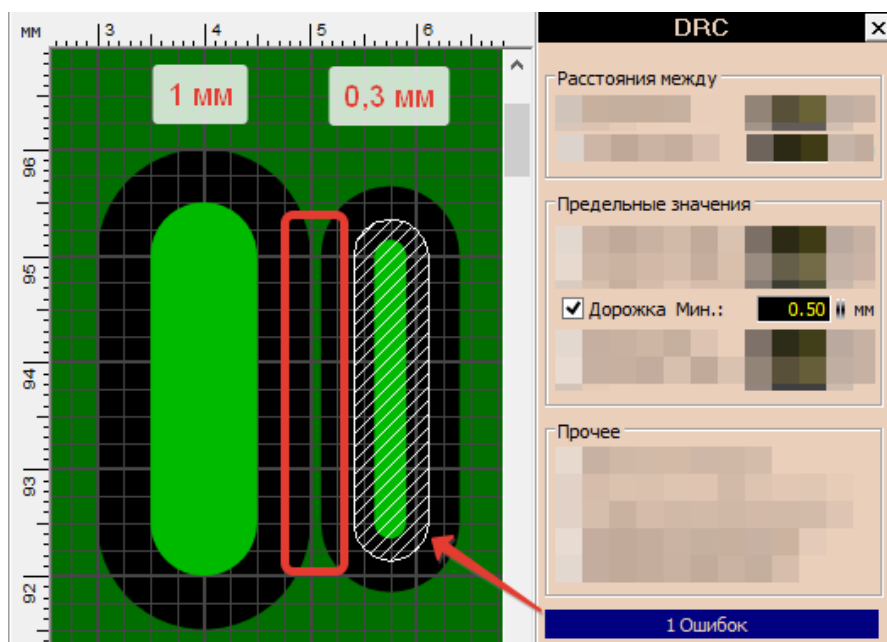 мм 3 4 5 6
DRC
1 мм
0,3 мм
Расстояния между
96
Предельные значения
95
Дорожка Мин.: 0.50 мм
94
Прочее
93
92
1 Ошибок